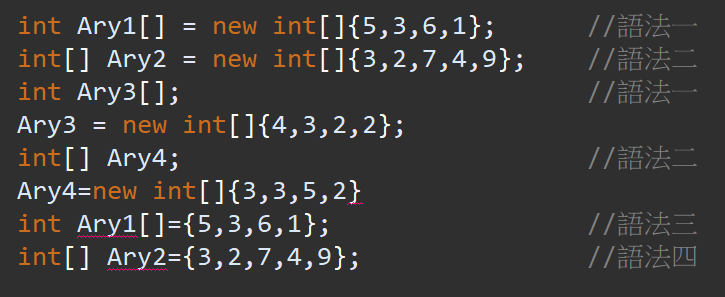 int Ary1[] = new int[]{5,3,6,1}; //語法一
int[] Ary2 = new int[]{3,2,7,4,9}; //語法二
int Ary3[]; //語法一
Ary3 = new int[]{4,3,2,2};
int[] Ary4; //語法二
Ary4=new int[]{3,3,5,2}
int Ary1[]={5,3,6,1}; //語法三
int[] Ary2={3,2,7,4,9}; //語法四